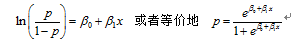 ln(p/(1-p)) = β₀ + β₁x 或者等价地 p = e^(β₀+β₁x)/(1+e^(β₀+β₁x))